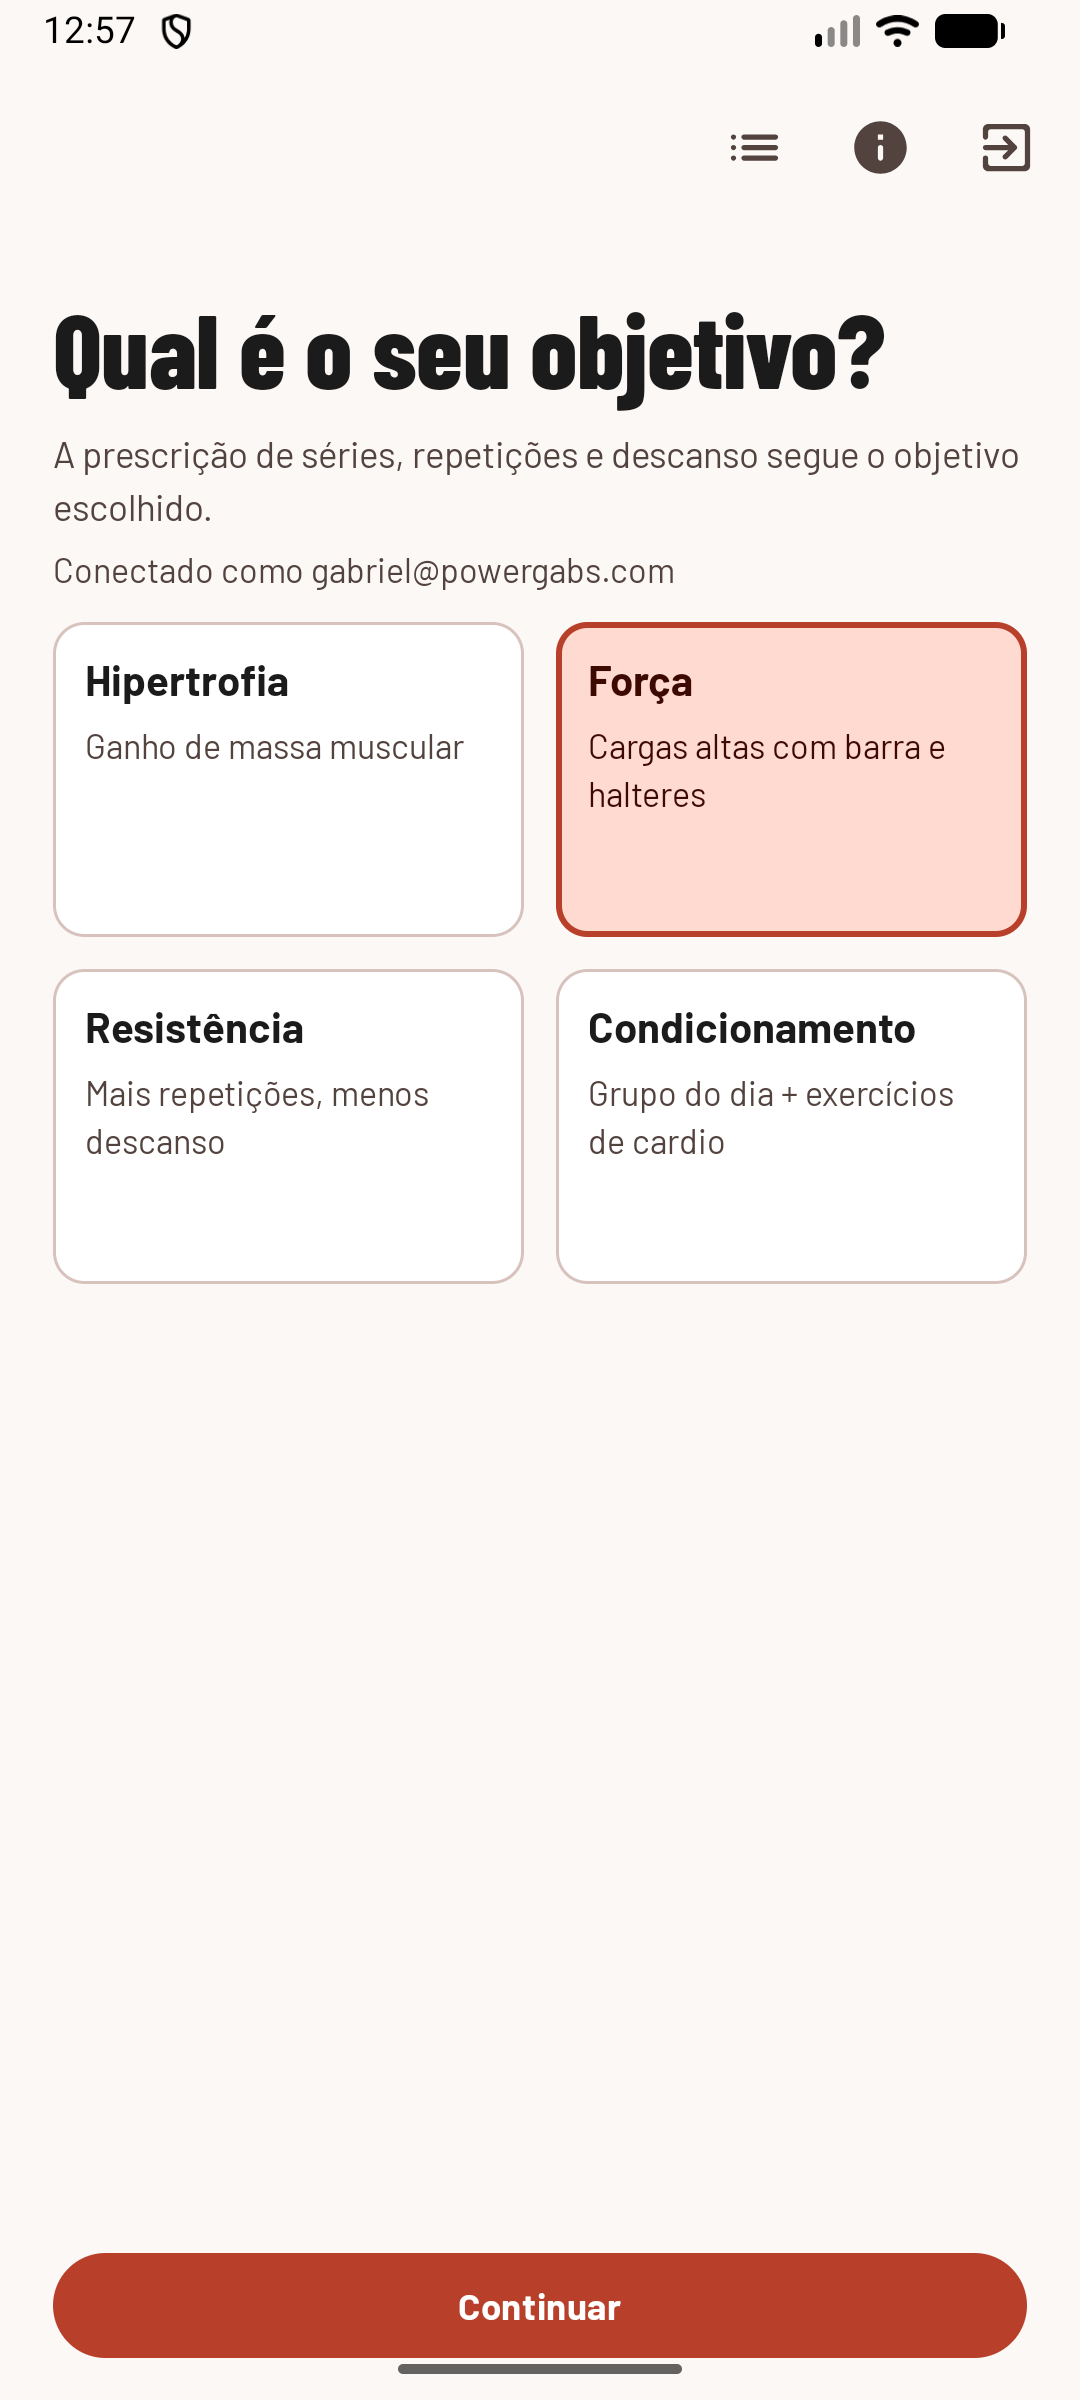 12:57
Qual é o seu objetivo?
A prescrição de séries, repetições e descanso segue o objetivo
escolhido.
Conectado como gabriel@powergabs.com
Hipertrofia
Ganho de massa muscular
Força
Cargas altas com barra e
halteres
Resistência
Mais repetições, menos
descanso
Condicionamento
Grupo do dia + exercícios
de cardio
Continuar